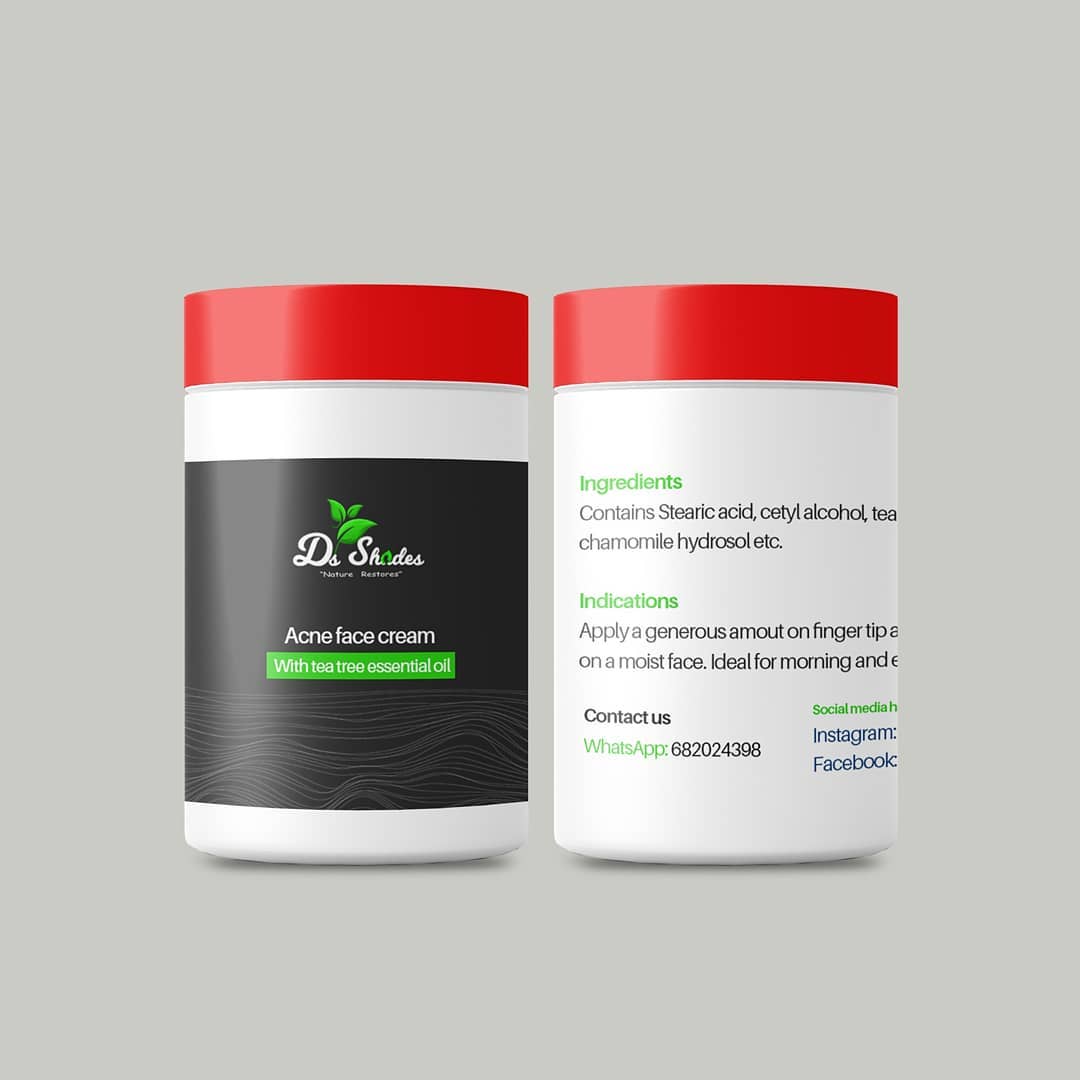 Ds Shades
"Nature Restores"
Acne face cream
With tea tree essential oil
Ingredients
Contains Stearic acid, cetyl alcohol, tea
chamomile hydrosol etc.
Indications
Apply a generous amout on finger tip a
on a moist face. Ideal for morning and e
Contact us
WhatsApp: 682024398
Social media h
Instagram:
Facebook: